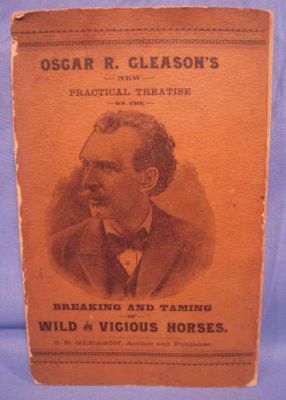 OSCAR R. GLEASON'S
NEW
PRACTICAL TREATISE
ON THE
BREAKING AND TAMING
OF
WILD AND VICIOUS HORSES.
O. R. GLEASON, Author and Publisher.